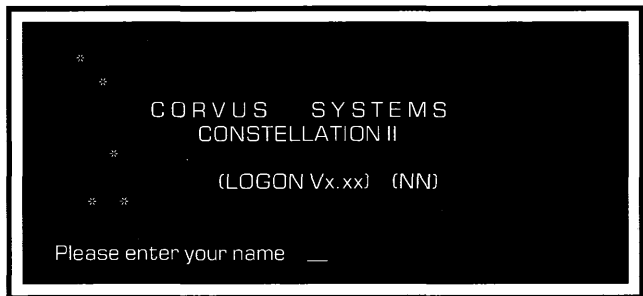 CORVUS SYSTEMS
CONSTELLATION II
(LOGON Vx.xx) (NN)
Please enter your name __